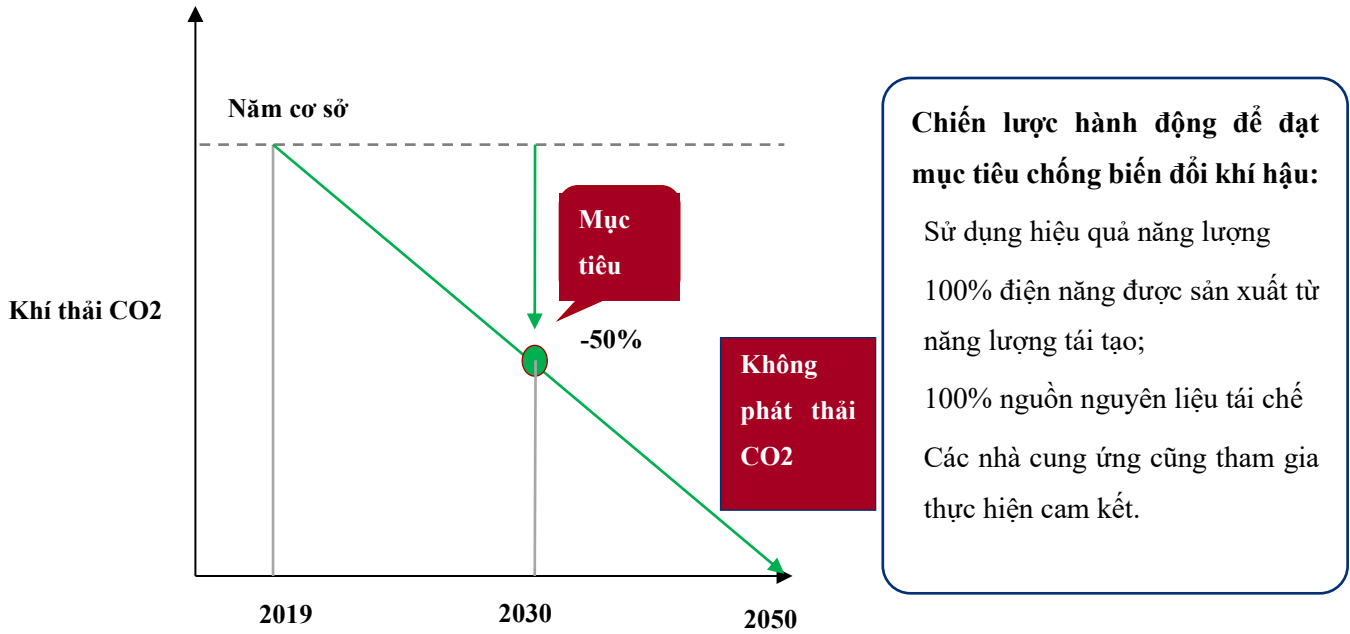 Năm cơ sở
Mục
tiêu
Khí thải CO2
-50%
Không
phát thải
CO2
2019
2030
2050
Chiến lược hành động để đạt
mục tiêu chống biến đổi khí hậu:
Sử dụng hiệu quả năng lượng
100% điện năng được sản xuất từ
năng lượng tái tạo;
100% nguồn nguyên liệu tái chế
Các nhà cung ứng cũng tham gia
thực hiện cam kết.